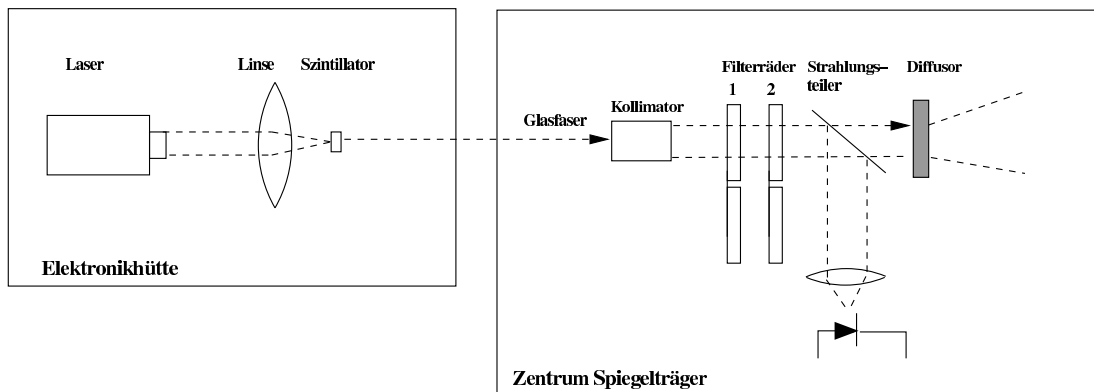 Laser
Linse
Szintillator
Elektronikhütte
Glasfaser
Kollimator
Filterräder
1 2
Strahlungs–
teiler
Diffusor
Zentrum Spiegelträger